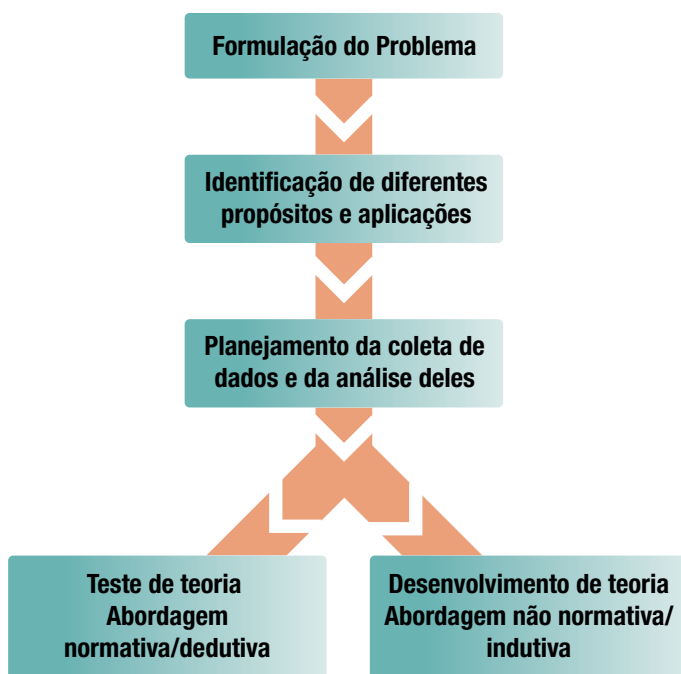 Formulação do Problema
Identificação de diferentes
propósitos e aplicações
Planejamento da coleta de
dados e da análise deles
Teste de teoria
Abordagem
normativa/dedutiva
Desenvolvimento de teoria
Abordagem não normativa/
indutiva